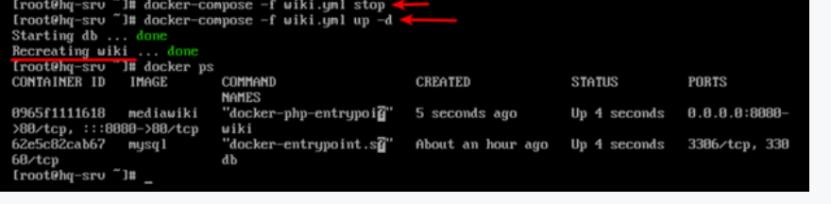 [root@hq-srv ~]# docker-compose -f wiki.yml stop
[root@hq-srv ~]# docker-compose -f wiki.yml up -d
Starting db ... done
Recreating wiki ... done
[root@hq-srv ~]# docker ps
CONTAINER ID IMAGE COMMAND CREATED STATUS PORTS
NAMES
0965f1111618 mediawiki "docker-php-entrypoi?" 5 seconds ago Up 4 seconds 0.0.0.0:8080-
>80/tcp, :::8080->80/tcp wiki
62e5c82cab67 mysql "docker-entrypoint.s?" About an hour ago Up 4 seconds 3306/tcp, 330
60/tcp db
[root@hq-srv ~]# _